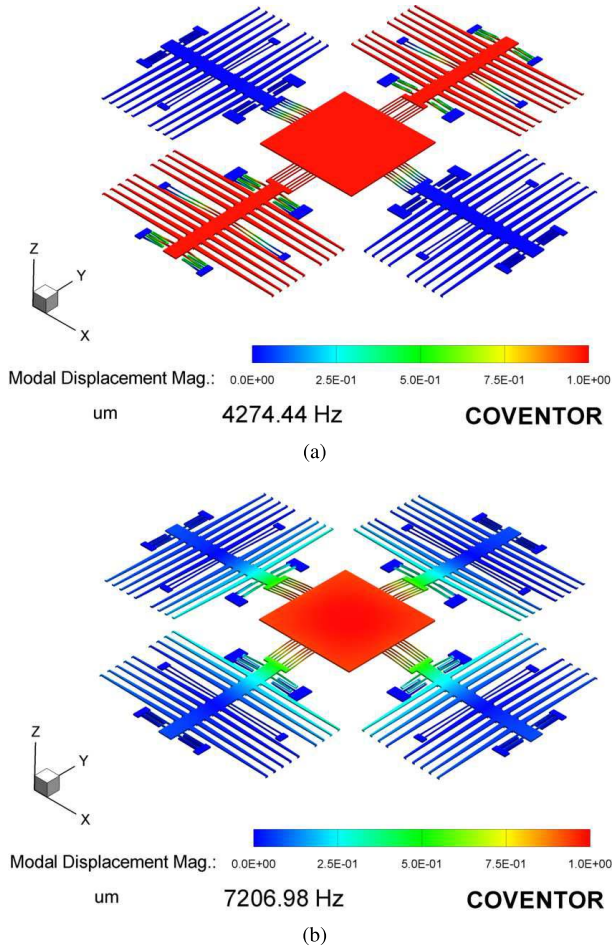 Z
Y
X
Modal Displacement Mag.: 0.0E+00 2.5E-01 5.0E-01 7.5E-01 1.0E+00
um 4274.44 Hz COVENTOR
(a)
Z
Y
X
Modal Displacement Mag.: 0.0E+00 2.5E-01 5.0E-01 7.5E-01 1.0E+00
um 7206.98 Hz COVENTOR
(b)